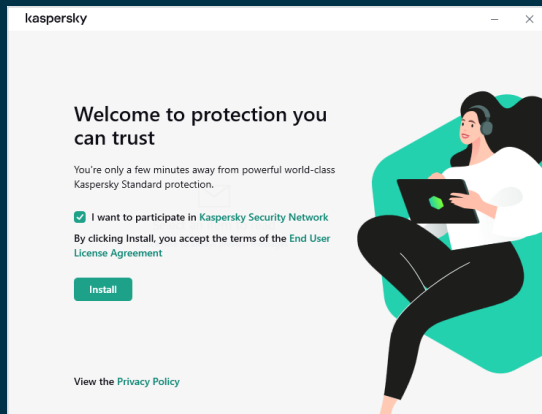 kaspersky
Welcome to protection you
can trust
You're only a few minutes away from powerful world-class
Kaspersky Standard protection.
I want to participate in Kaspersky Security Network
By clicking Install, you accept the terms of the End User
License Agreement
Install
View the Privacy Policy